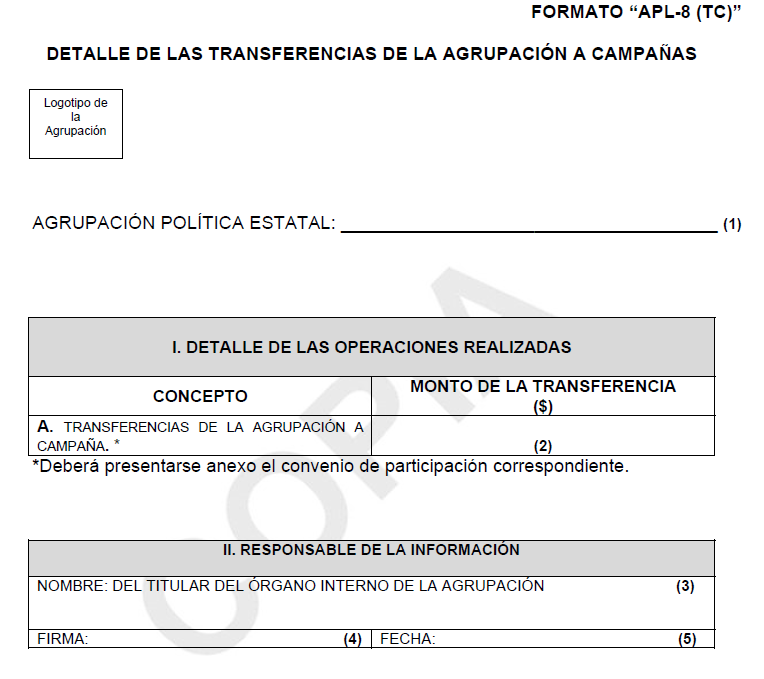 FORMATO “APL-8 (TC)”
DETALLE DE LAS TRANSFERENCIAS DE LA AGRUPACIÓN A CAMPAÑAS
Logotipo de
la
Agrupación
AGRUPACIÓN POLÍTICA ESTATAL: ______________________________________ (1)
I. DETALLE DE LAS OPERACIONES REALIZADAS
CONCEPTO
MONTO DE LA TRANSFERENCIA
($)
A. TRANSFERENCIAS DE LA AGRUPACIÓN A
CAMPAÑA. *
(2)
*Deberá presentarse anexo el convenio de participación correspondiente.
II. RESPONSABLE DE LA INFORMACIÓN
NOMBRE: DEL TITULAR DEL ÓRGANO INTERNO DE LA AGRUPACIÓN (3)
FIRMA: (4) FECHA: (5)
COPIA